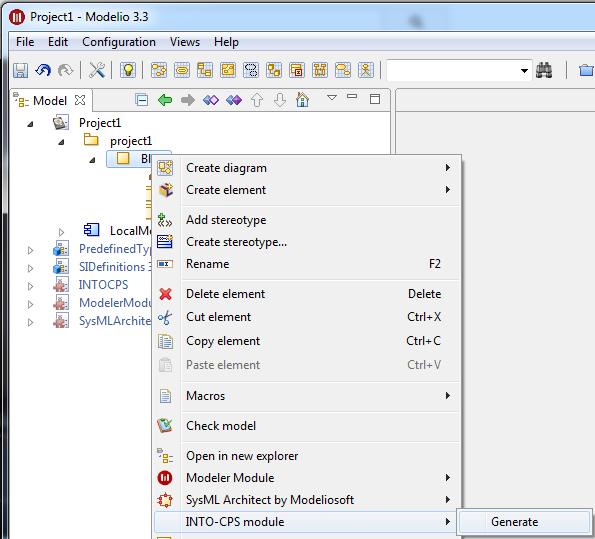 Project1 - Modelio 3.3
File Edit Configuration Views Help
Model
Project1
project1
Create diagram
Create element
Add stereotype
Create stereotype...
Rename F2
Delete element Delete
Cut element Ctrl+X
Copy element Ctrl+C
Paste element Ctrl+V
Macros
Check model
Open in new explorer
Modeler Module
SysML Architect by Modeliosoft
INTO-CPS module
Generate
Bl
LocalMo
PredefinedTyp
SIDefinitions 3
INTOCPS
ModelerModu
SysMLArchite